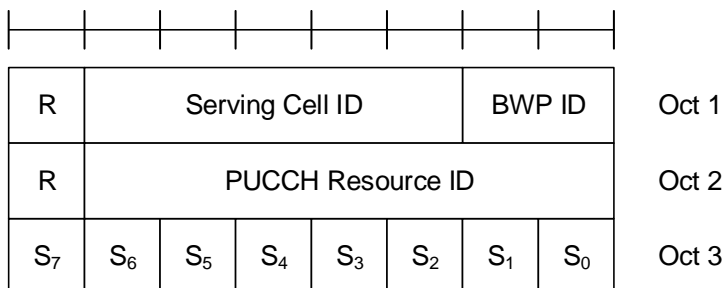 R Serving Cell ID BWP ID Oct 1
R PUCCH Resource ID Oct 2
S₇ S₆ S₅ S₄ S₃ S₂ S₁ S₀ Oct 3